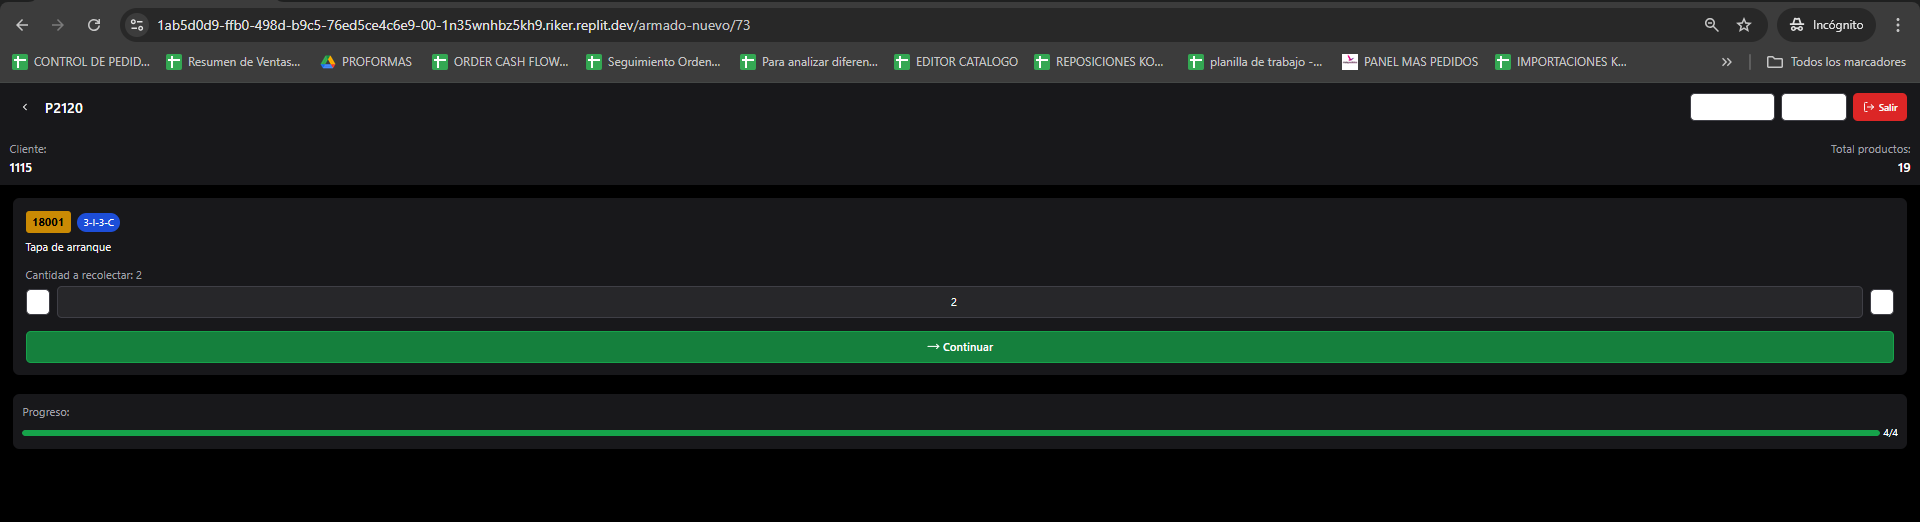 1ab5d0d9-ffb0-498d-b9c5-76ed5ce4c6e9-00-1n35wnhbz5kh9.riker.replit.dev/armado-nuevo/73
Incógnito
CONTROL DE PEDID...
Resumen de Ventas...
PROFORMAS
ORDER CASH FLOW...
Seguimiento Orden...
Para analizar diferen...
EDITOR CATALOGO
REPOSICIONES KO...
planilla de trabajo -...
PANEL MAS PEDIDOS
IMPORTACIONES K...
Todos los marcadores
P2120
Salir
Cliente:
Total productos:
1115
19
18001
3-I-3-C
Tapa de arranque
Cantidad a recolectar: 2
2
→ Continuar
Progreso:
4/4